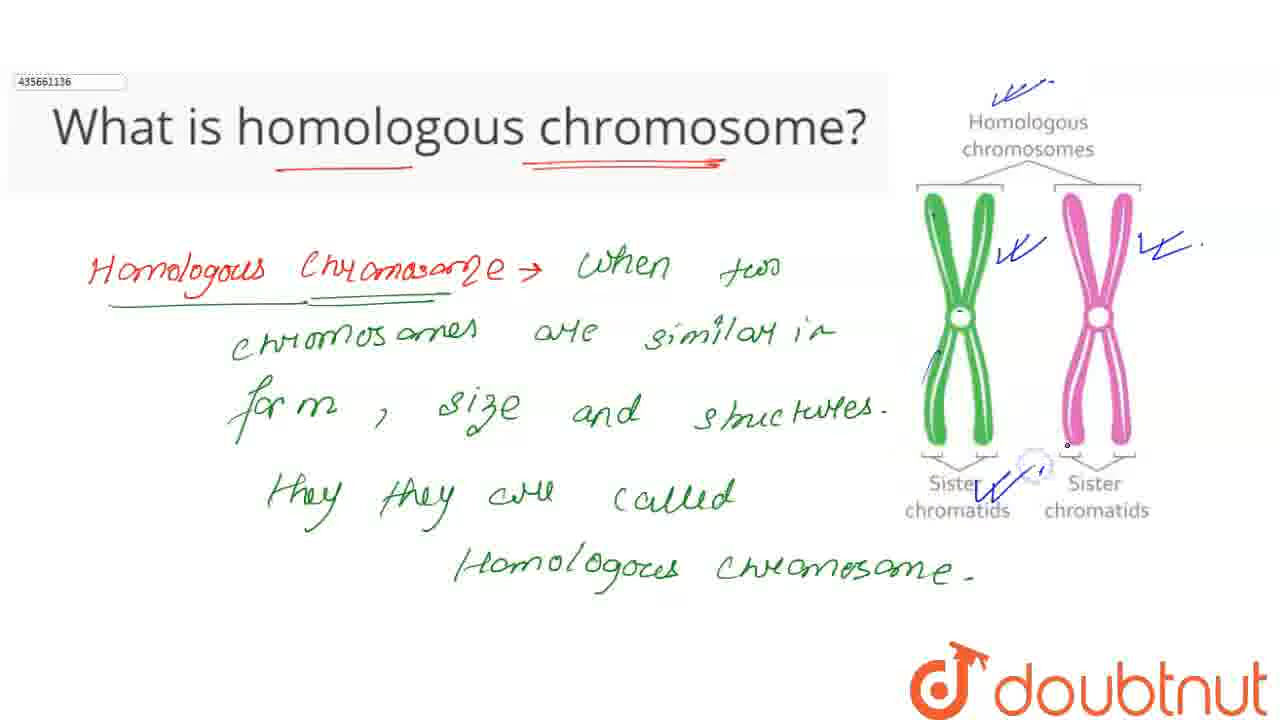 435661136
What is homologous chromosome?
Homologous
chromosomes
Homologous Chromosome → When two
chromosomes are similar in
form, size and structures.
they they are called
Homologous chromosome.
Sister
chromatids
Sister
chromatids
doubtnut